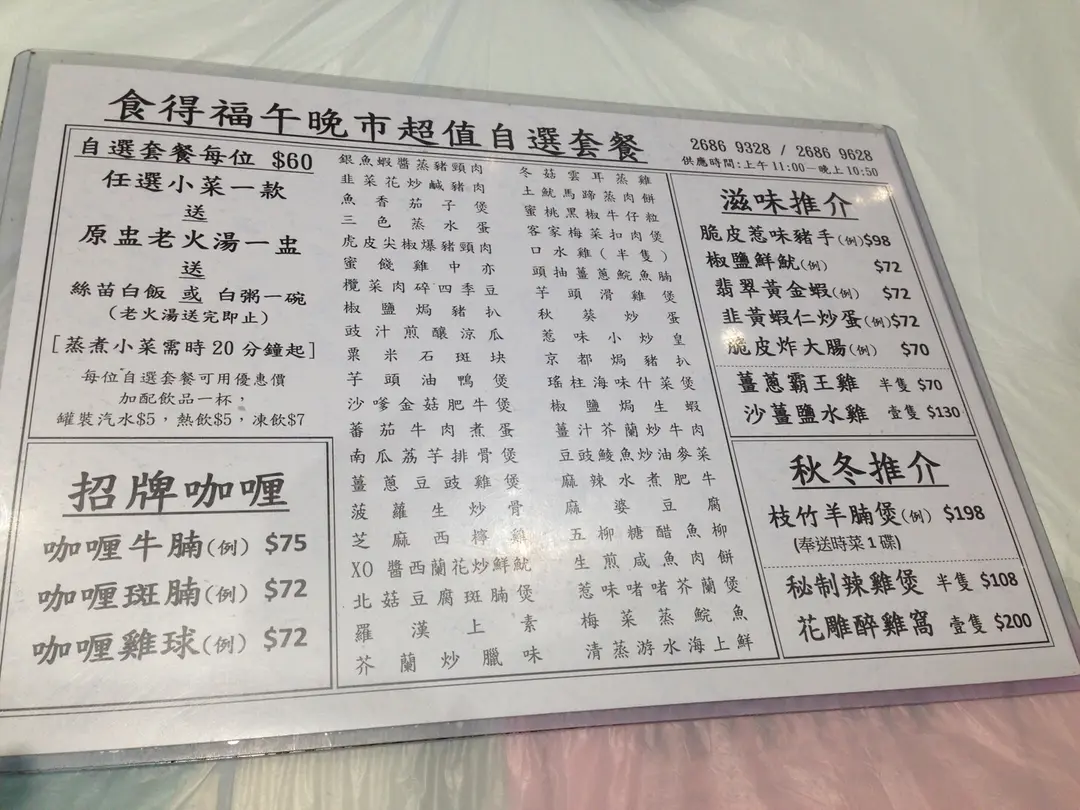 食得福午晚市超值自選套餐
2686 9328 / 2686 9628
供應時間:上午 11:00－晚上 10:50
自選套餐每位 $60
任選小菜一款
送
原盅老火湯一盅
送
絲苗白飯 或 白粥一碗
(老火湯送完即止)
[蒸煮小菜需時 20 分鐘起]
每位自選套餐可用優惠價
加配飲品一杯，
罐裝汽水$5，熱飲$5，凍飲$7
招牌咖喱
咖喱牛腩(例) $75
咖喱斑腩(例) $72
咖喱雞球(例) $72
銀魚蝦醬蒸豬頸肉
韮菜花炒鹹豬肉
魚香茄子煲
三色蒸水蛋
虎皮尖椒爆豬頸肉
蜜餞雞中亦
欖菜肉碎四季豆
椒鹽焗豬扒
豉汁煎釀涼瓜
粟米石斑块
芋頭油鴨煲
沙嗲金菇肥牛煲
蕃茄牛肉煮蛋
南瓜荔芋排骨煲
薑蔥豆豉雞煲
菠蘿生炒骨
芝麻西檸雞
XO 醬西蘭花炒鮮魷
北菇豆腐斑腩煲
羅漢上素
芥蘭炒臘味
冬菇雲耳蒸雞
土魷馬蹄蒸肉餅
蜜桃黑椒牛仔粒
客家梅菜扣肉煲
口水雞(半隻)
頭抽薑蔥鯇魚腩
芋頭滑雞煲
秋葵炒蛋
惹味小炒皇
京都焗豬扒
瑤柱海味什菜煲
椒鹽焗生蝦
薑汁芥蘭炒牛肉
豆豉鯪魚炒油麥菜
麻辣水煮肥牛
麻婆豆腐
五柳糖醋魚柳
生煎咸魚肉餅
惹味啫啫芥蘭煲
梅菜蒸鯇魚
清蒸游水海上鮮
滋味推介
脆皮惹味豬手(例)$98
椒鹽鮮魷(例) $72
翡翠黃金蝦(例) $72
韭黃蝦仁炒蛋(例)$72
脆皮炸大腸(例) $70
薑蔥霸王雞 半隻 $70
沙薑鹽水雞 壹隻 $130
秋冬推介
枝竹羊腩煲(例) $198
(奉送時菜 1 碟)
秘制辣雞煲 半隻 $108
花雕醉雞窩 壹隻 $200